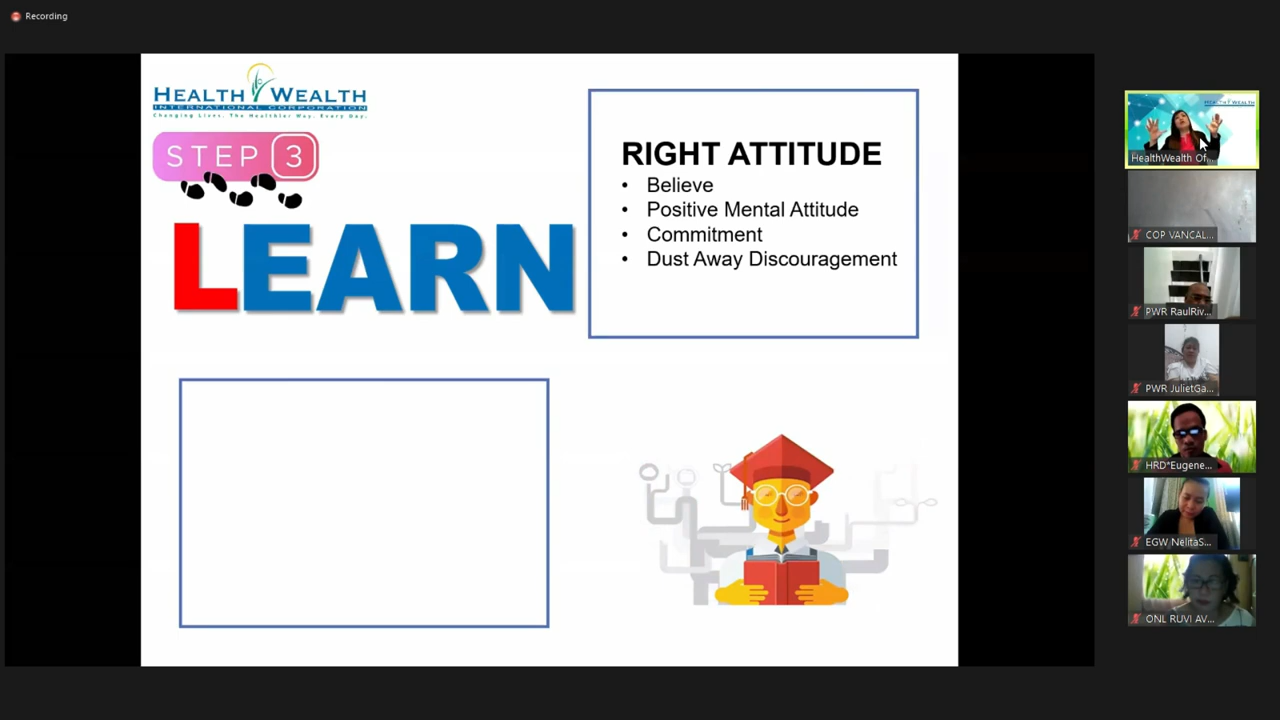 Recording
HEALTH WEALTH
INTERNATIONAL CORPORATION
Changing Lives. The Healthier Way. Every Day.
STEP 3
LEARN
RIGHT ATTITUDE
• Believe
• Positive Mental Attitude
• Commitment
• Dust Away Discouragement
HEALTH WEALTH
HealthWealth Of...
COP VANCAL...
PWR RaulRiv...
PWR JulietGa...
HRD*Eugene...
EGW NelitaS...
ONL RUVI AV...